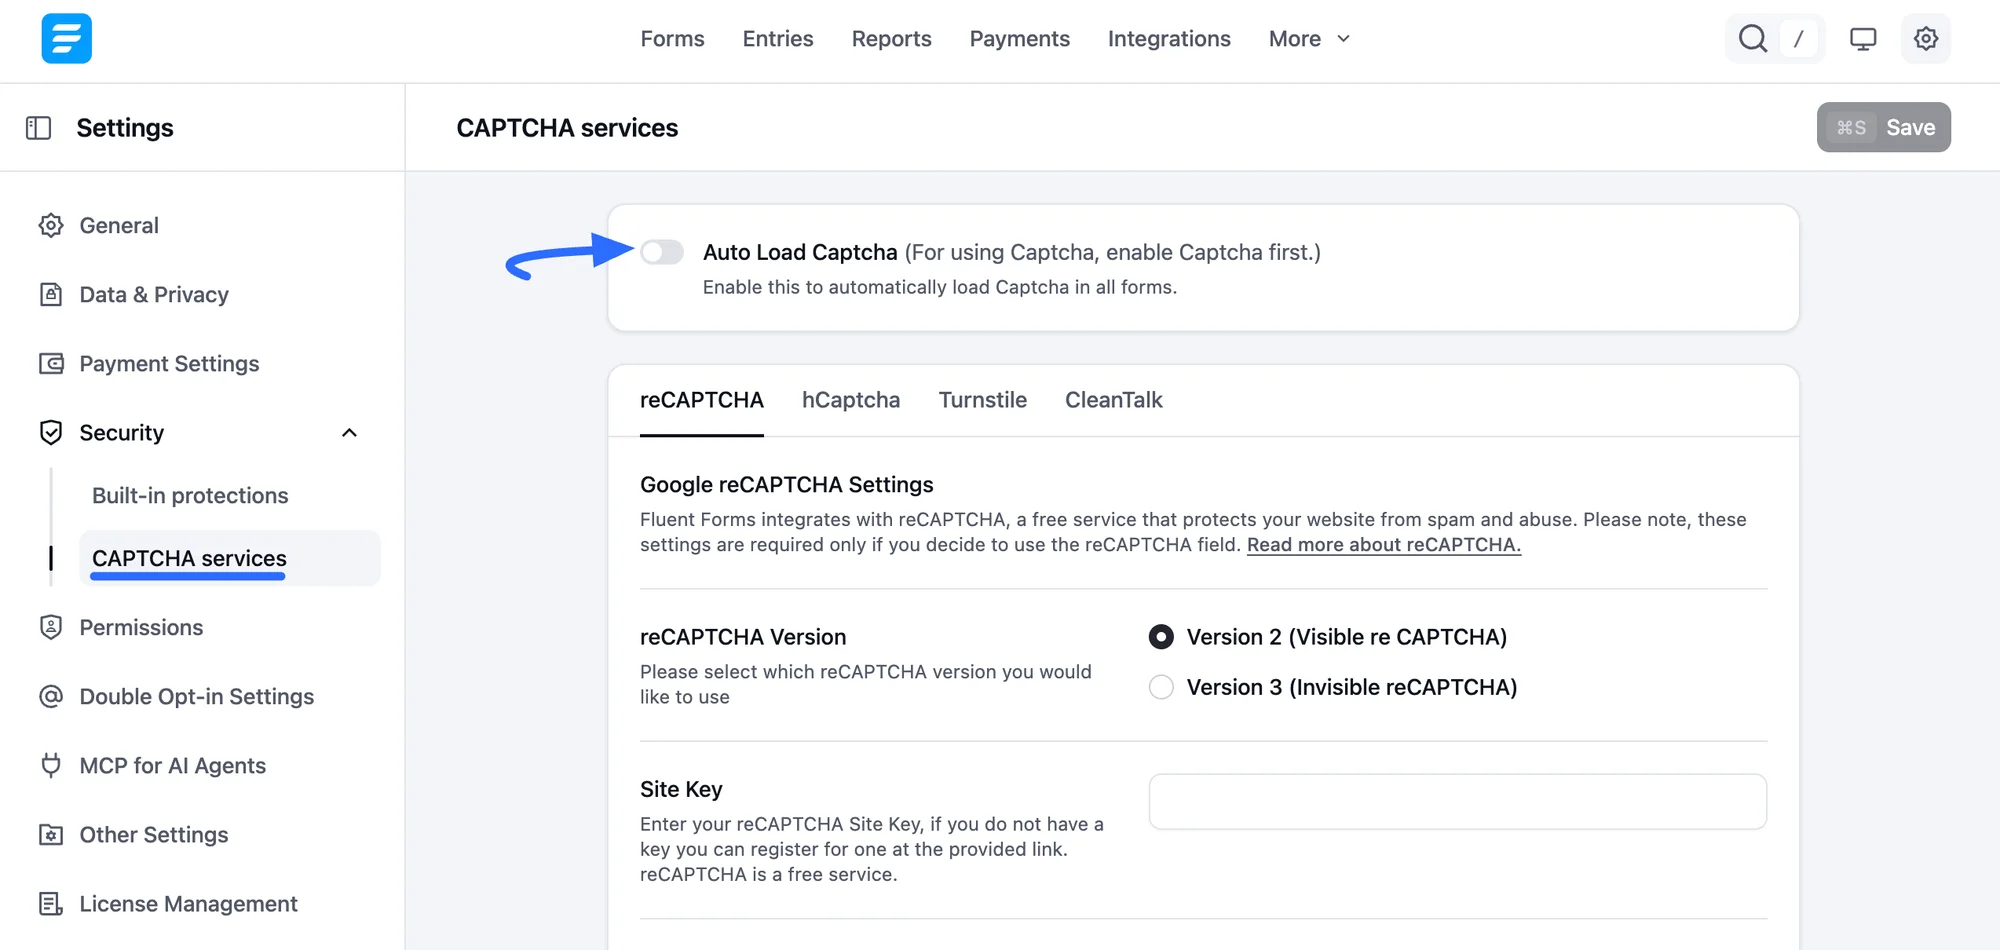 Forms Entries Reports Payments Integrations More /
Settings
CAPTCHA services
⌘S Save
General
Data & Privacy
Payment Settings
Security
Built-in protections
CAPTCHA services
Permissions
Double Opt-in Settings
MCP for AI Agents
Other Settings
License Management
Auto Load Captcha (For using Captcha, enable Captcha first.)
Enable this to automatically load Captcha in all forms.
reCAPTCHA hCaptcha Turnstile CleanTalk
Google reCAPTCHA Settings
Fluent Forms integrates with reCAPTCHA, a free service that protects your website from spam and abuse. Please note, these
settings are required only if you decide to use the reCAPTCHA field. Read more about reCAPTCHA.
reCAPTCHA Version
Please select which reCAPTCHA version you would
like to use
Version 2 (Visible re CAPTCHA)
Version 3 (Invisible reCAPTCHA)
Site Key
Enter your reCAPTCHA Site Key, if you do not have a
key you can register for one at the provided link.
reCAPTCHA is a free service.